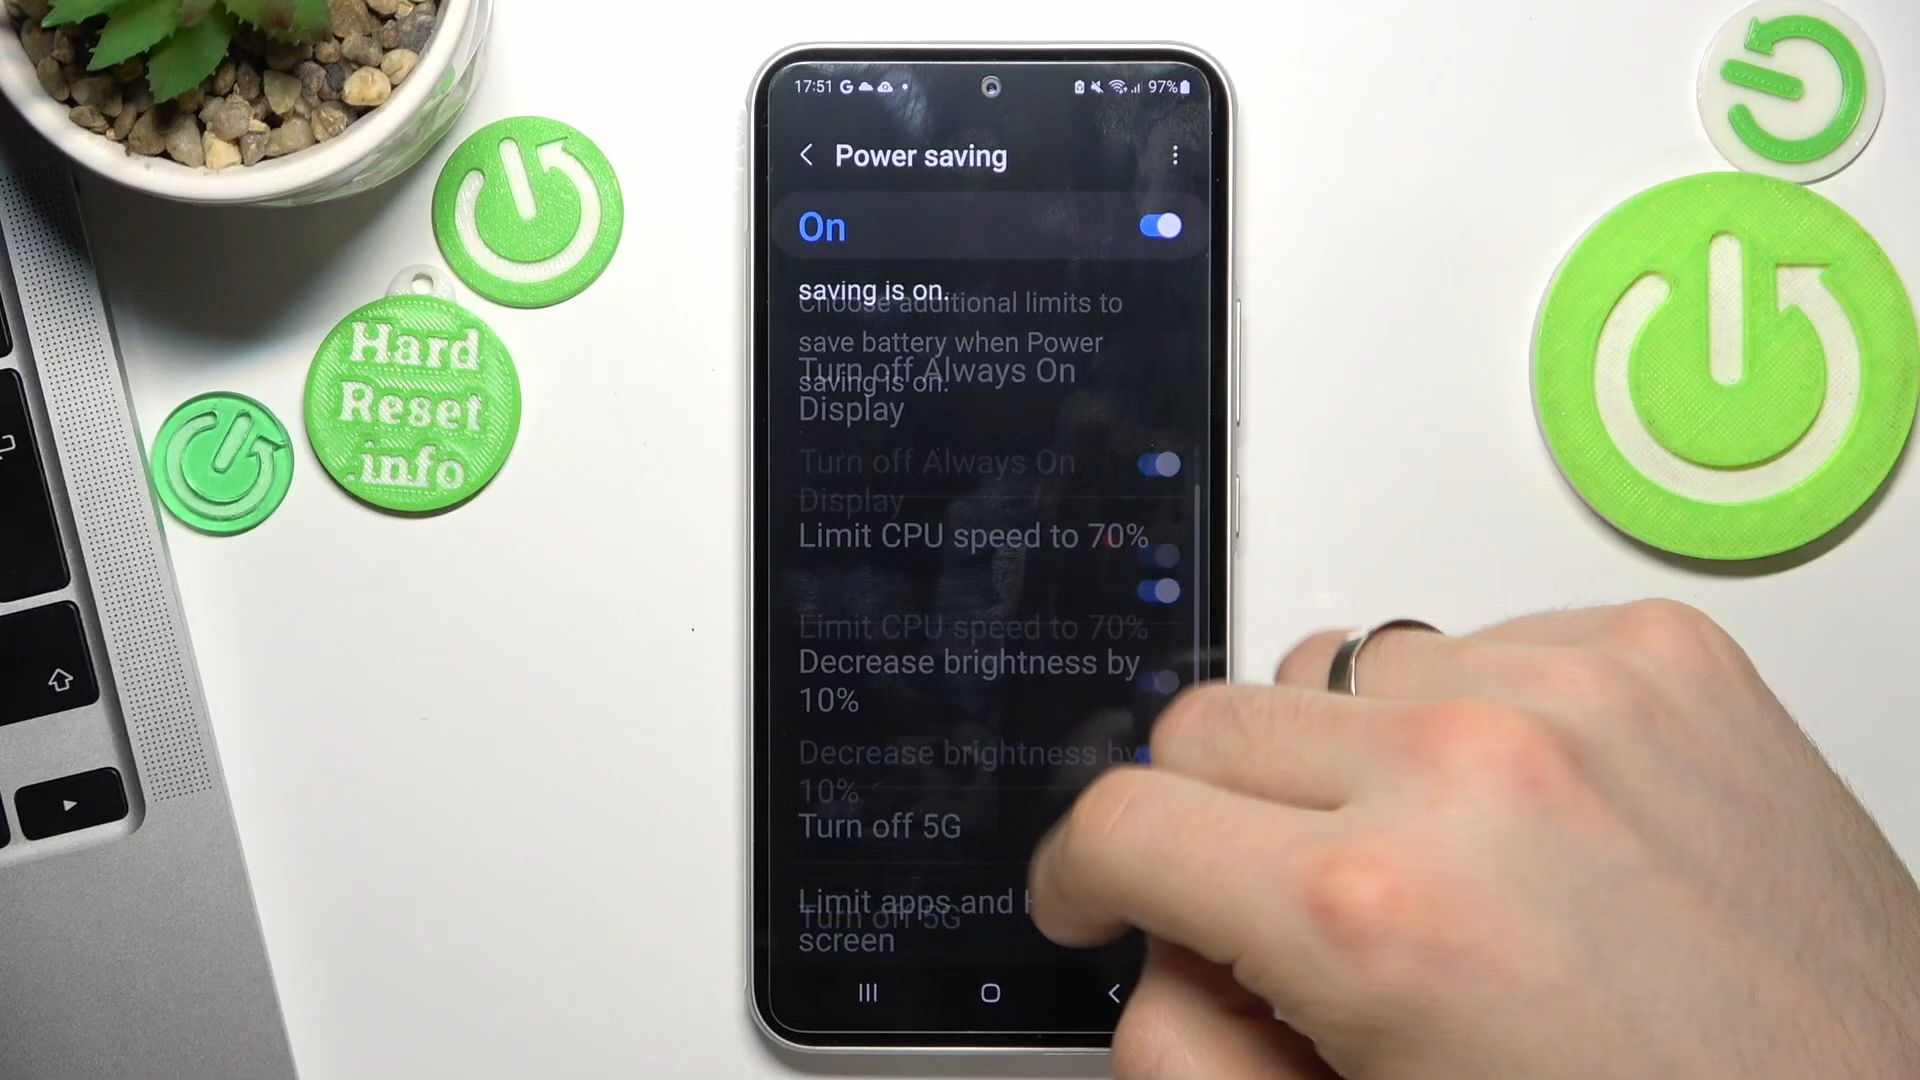 17:51 G 97%
Power saving
On
saving is on.
Choose additional limits to
save battery when Power
saving is on.
Turn off Always On
Display
Turn off Always On
Display
Limit CPU speed to 70%
Limit CPU speed to 70%
Decrease brightness by
10%
Decrease brightness by
10%
Turn off 5G
Limit apps and
screen
Turn off 5G
Hard
Reset
.info